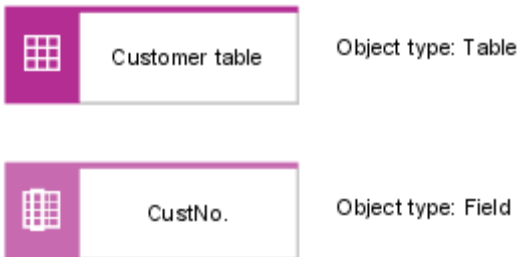 Customer table
Object type: Table
CustNo.
Object type: Field